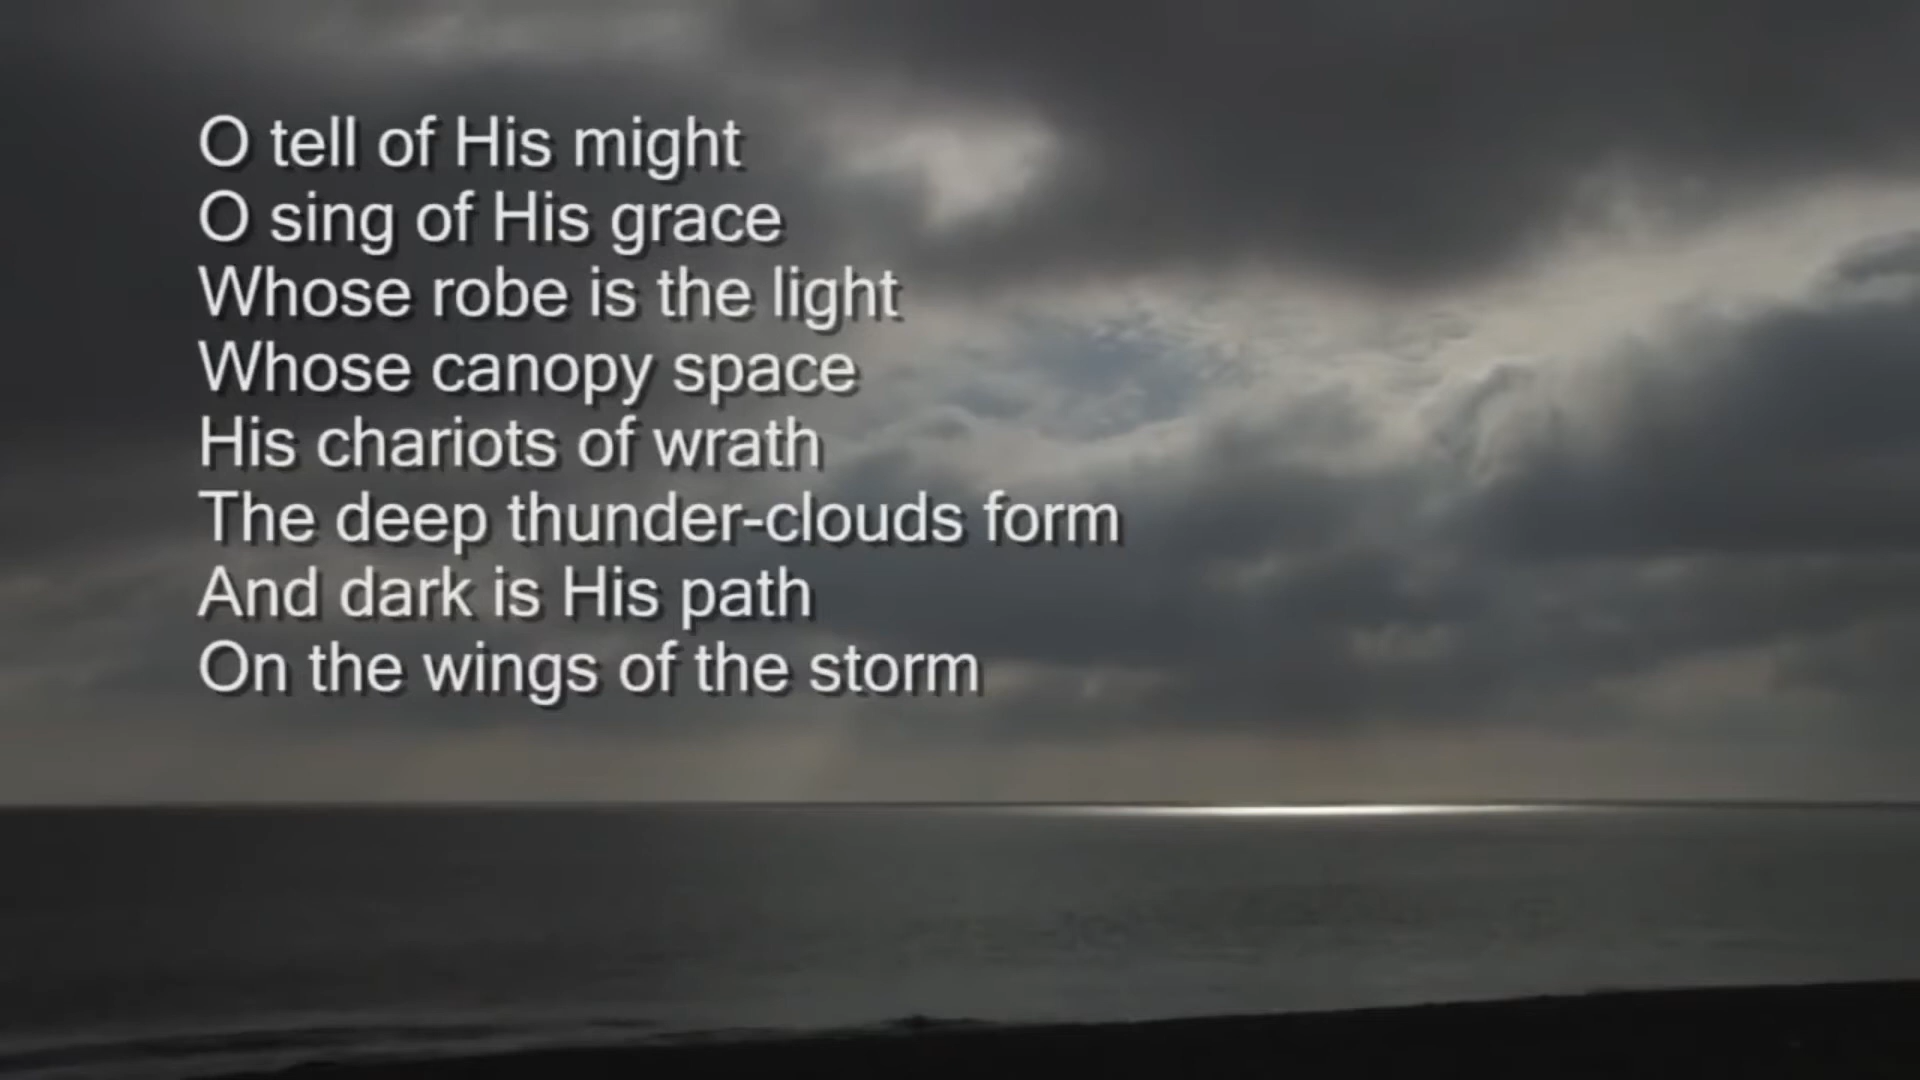 O tell of His might
O sing of His grace
Whose robe is the light
Whose canopy space
His chariots of wrath
The deep thunder-clouds form
And dark is His path
On the wings of the storm